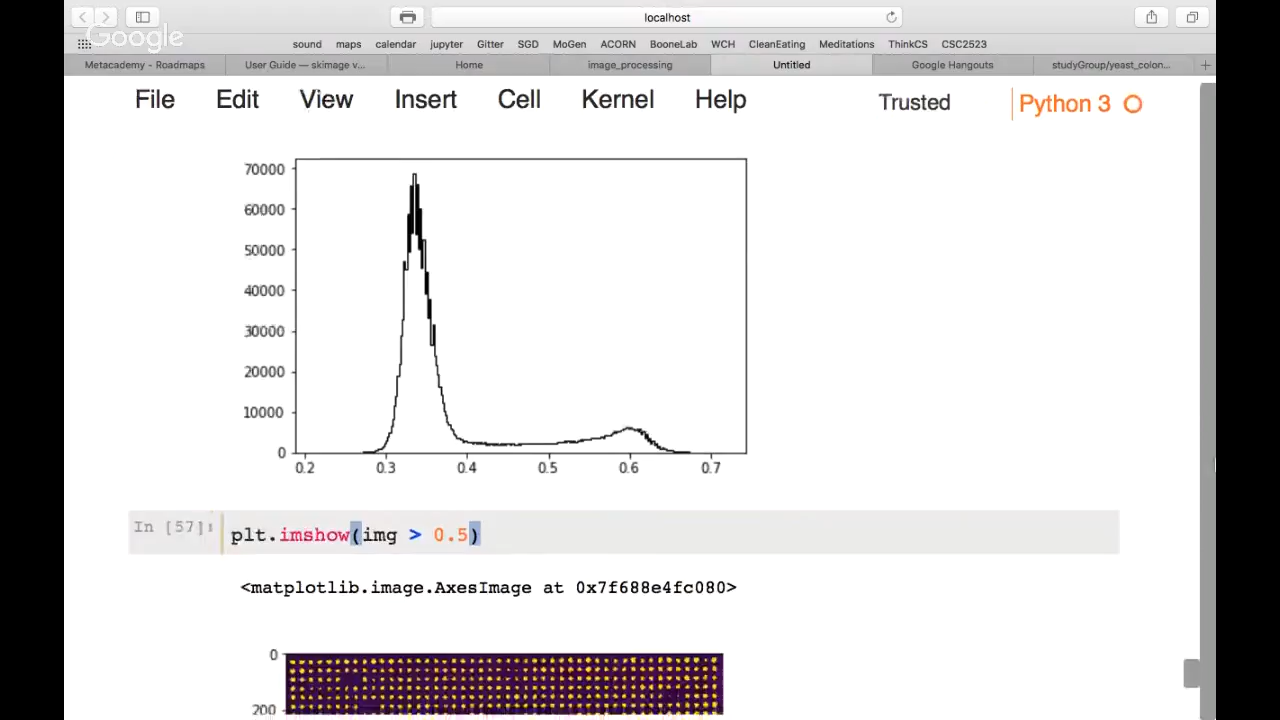 localhost
Google
sound maps calendar jupyter Gitter SGD MoGen ACORN BooneLab WCH CleanEating Meditations ThinkCS CSC2523
Metacademy - Roadmaps User Guide — skimage v... Home image_processing Untitled Google Hangouts studyGroup/yeast_colon... +
File Edit View Insert Cell Kernel Help Trusted Python 3
70000
60000
50000
40000
30000
20000
10000
0
0.2 0.3 0.4 0.5 0.6 0.7
In [57]: plt.imshow(img > 0.5)
<matplotlib.image.AxesImage at 0x7f688e4fc080>
0
200